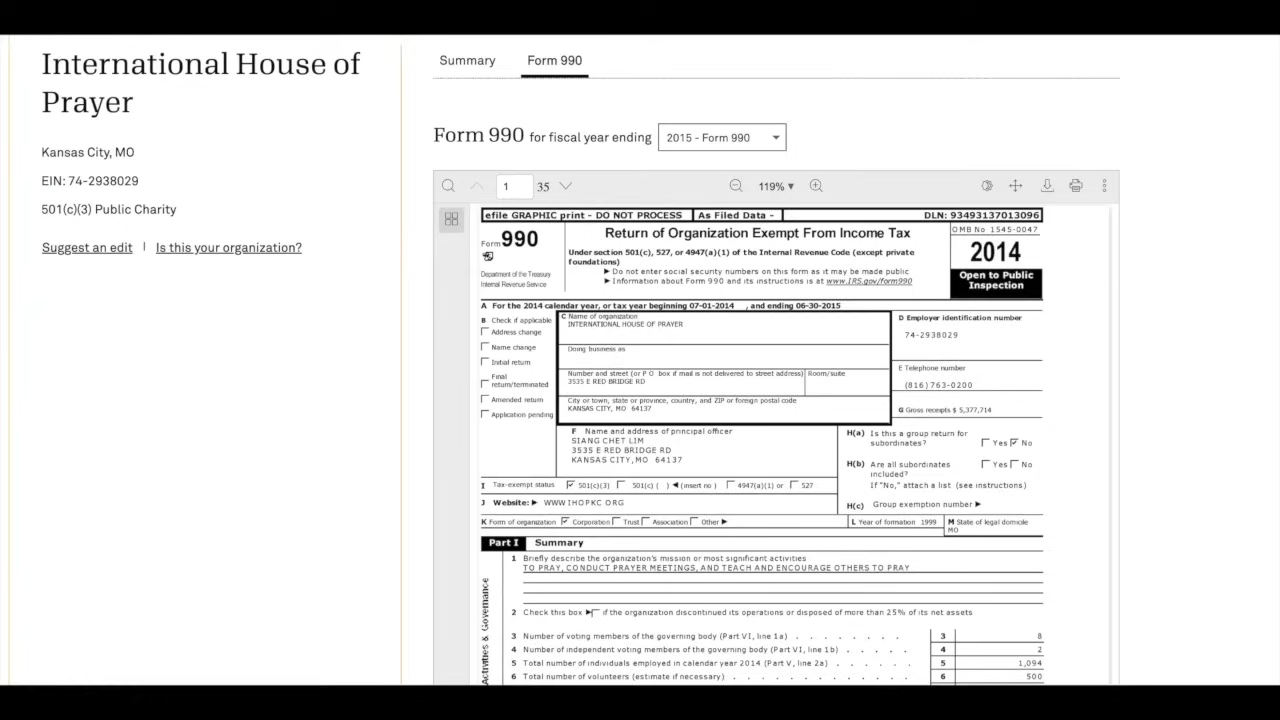 International House of
Prayer
Kansas City, MO
EIN: 74-2938029
501(c)(3) Public Charity
Suggest an edit | Is this your organization?
Summary Form 990
Form 990 for fiscal year ending 2015 - Form 990
1 35 119%
efile GRAPHIC print - DO NOT PROCESS As Filed Data - DLN: 93493137013096
OMB No 1545-0047
Form 990 Return of Organization Exempt From Income Tax 2014
Under section 501(c), 527, or 4947(a)(1) of the Internal Revenue Code (except private
foundations)
Department of the Treasury
Internal Revenue Service
▶ Do not enter social security numbers on this form as it may be made public
▶ Information about Form 990 and its instructions is at www.IRS.gov/form990
Open to Public
Inspection
A For the 2014 calendar year, or tax year beginning 07-01-2014 , and ending 06-30-2015
B Check if applicable
Address change
Name change
Initial return
Final
return/terminated
Amended return
Application pending
C Name of organization
INTERNATIONAL HOUSE OF PRAYER
Doing business as
Number and street (or P O box if mail is not delivered to street address) Room/suite
3535 E RED BRIDGE RD
City or town, state or province, country, and ZIP or foreign postal code
KANSAS CITY, MO 64137
D Employer identification number
74-2938029
E Telephone number
(816) 763-0200
G Gross receipts $ 5,377,714
F Name and address of principal officer
SIANG CHET LIM
3535 E RED BRIDGE RD
KANSAS CITY, MO 64137
H(a) Is this a group return for
subordinates? Yes No
H(b) Are all subordinates
included? Yes No
If "No," attach a list (see instructions)
H(c) Group exemption number ▶
I Tax-exempt status 501(c)(3) 501(c) ( ) ◀ (insert no ) 4947(a)(1) or 527
J Website: ▶ WWW IHOPKC ORG
K Form of organization Corporation Trust Association Other ▶
L Year of formation 1999
M State of legal domicile
MO
Part I Summary
1 Briefly describe the organization's mission or most significant activities
TO PRAY, CONDUCT PRAYER MEETINGS, AND TEACH AND ENCOURAGE OTHERS TO PRAY
2 Check this box ▶ if the organization discontinued its operations or disposed of more than 25% of its net assets
3 Number of voting members of the governing body (Part VI, line 1a) . . . . . . . . 3 8
4 Number of independent voting members of the governing body (Part VI, line 1b) . . . . . 4 2
5 Total number of individuals employed in calendar year 2014 (Part V, line 2a) . . . . . . 5 1,094
6 Total number of volunteers (estimate if necessary) . . . . . . . . . . . . . 6 500
Activities & Governance